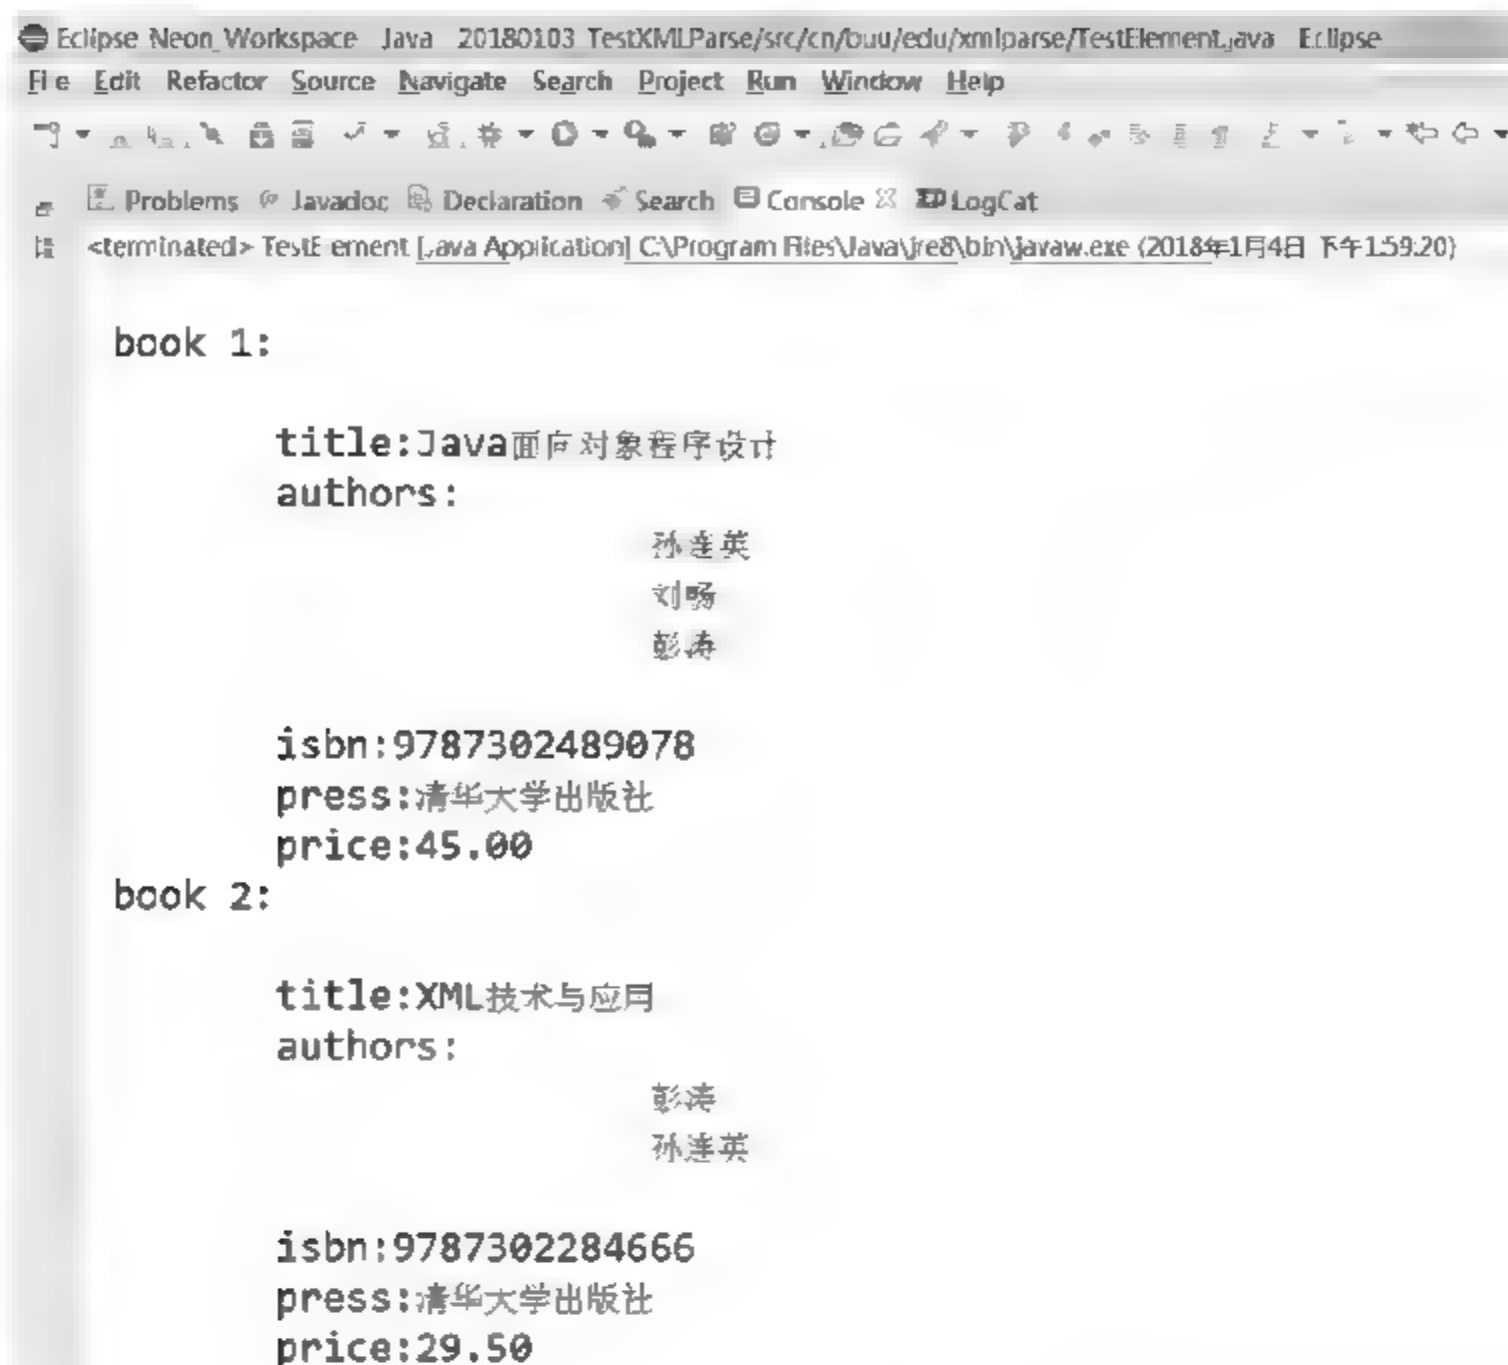 Eclipse Neon_Workspace Java 20180103_TestXMLParse/src/cn/buu/edu/xmlparse/TestElement.java Eclipse
File Edit Refactor Source Navigate Search Project Run Window Help
Problems @ Javadoc Declaration Search Console LogCat
<terminated> TestElement [Java Application] C:\Program Files\Java\jre8\bin\javaw.exe (2018年1月4日 下午1:59:20)
book 1:
title:Java面向对象程序设计
authors:
孙连英
刘畅
彭涛
isbn:9787302489078
press:清华大学出版社
price:45.00
book 2:
title:XML技术与应用
authors:
彭涛
孙连英
isbn:9787302284666
press:清华大学出版社
price:29.50